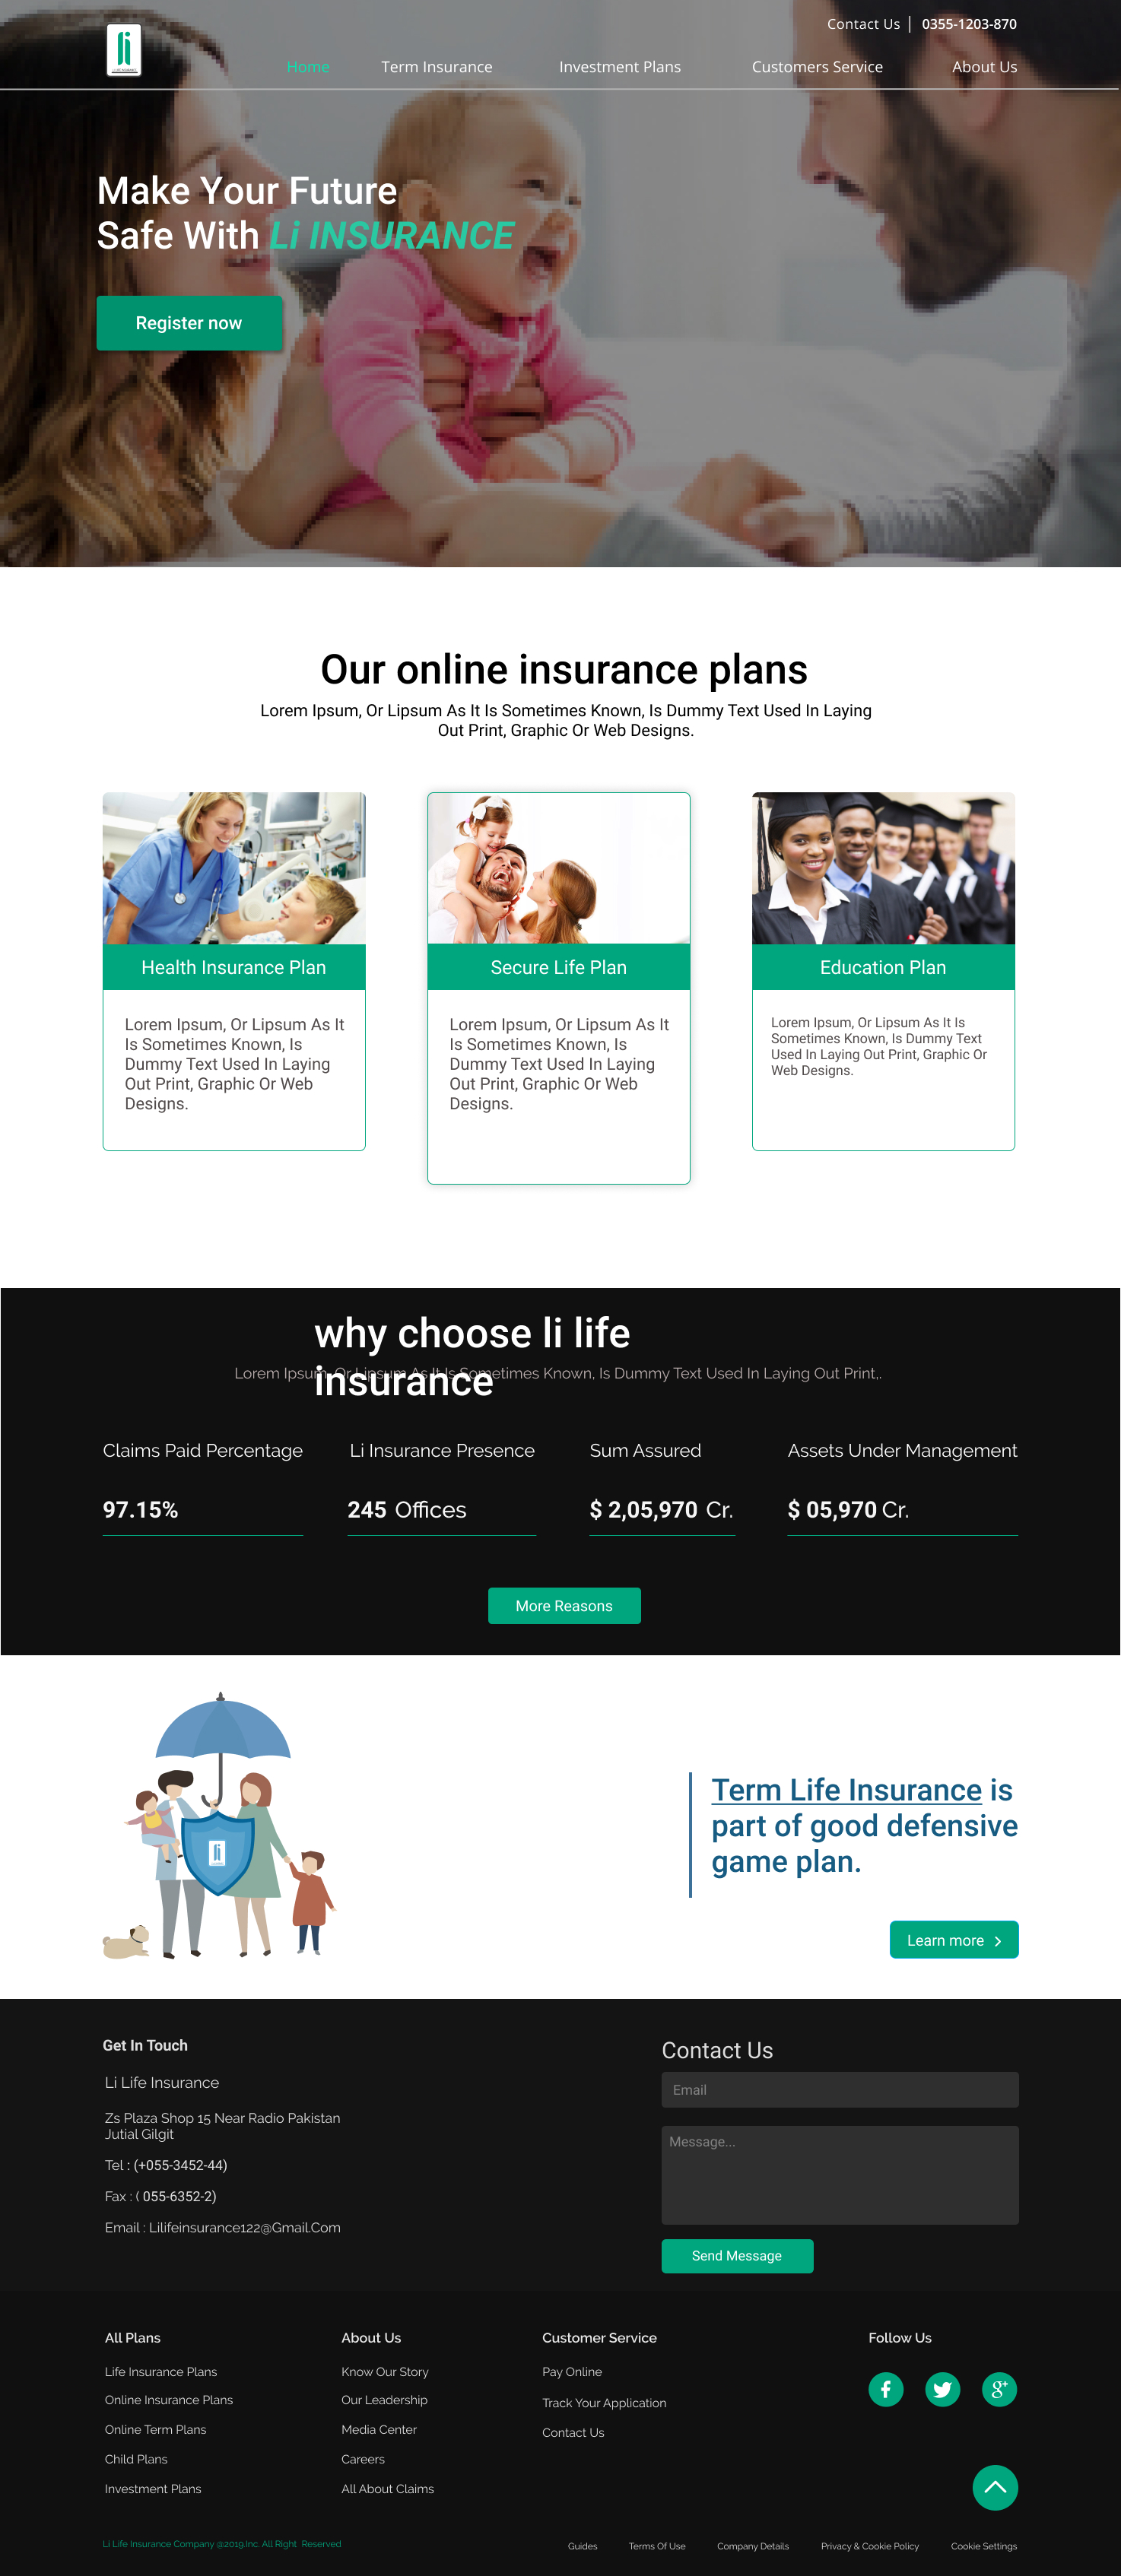 Contact Us | 0355-1203-870
li
Home Term Insurance Investment Plans Customers Service About Us
Make Your Future
Safe With Li INSURANCE
Register now
Our online insurance plans
Lorem Ipsum, Or Lipsum As It Is Sometimes Known, Is Dummy Text Used In Laying
Out Print, Graphic Or Web Designs.
Health Insurance Plan
Lorem Ipsum, Or Lipsum As It
Is Sometimes Known, Is
Dummy Text Used In Laying
Out Print, Graphic Or Web
Designs.
Secure Life Plan
Lorem Ipsum, Or Lipsum As It
Is Sometimes Known, Is
Dummy Text Used In Laying
Out Print, Graphic Or Web
Designs.
Education Plan
Lorem Ipsum, Or Lipsum As It Is
Sometimes Known, Is Dummy Text
Used In Laying Out Print, Graphic Or
Web Designs.
why choose li life
insurance
Lorem Ipsum, Or Lipsum As It Is Sometimes Known, Is Dummy Text Used In Laying Out Print,.
Claims Paid Percentage
97.15%
Li Insurance Presence
245 Offices
Sum Assured
$ 2,05,970 Cr.
Assets Under Management
$ 05,970 Cr.
More Reasons
li
Term Life Insurance is
part of good defensive
game plan.
Learn more >
Get In Touch
Li Life Insurance
Zs Plaza Shop 15 Near Radio Pakistan
Jutial Gilgit
Tel : (+055-3452-44)
Fax : ( 055-6352-2)
Email : Lilifeinsurance122@Gmail.Com
Contact Us
Email
Message...
Send Message
All Plans
Life Insurance Plans
Online Insurance Plans
Online Term Plans
Child Plans
Investment Plans
About Us
Know Our Story
Our Leadership
Media Center
Careers
All About Claims
Customer Service
Pay Online
Track Your Application
Contact Us
Follow Us
Li Life Insurance Company @2019.Inc. All Right Reserved
Guides Terms Of Use Company Details Privacy & Cookie Policy Cookie Settings